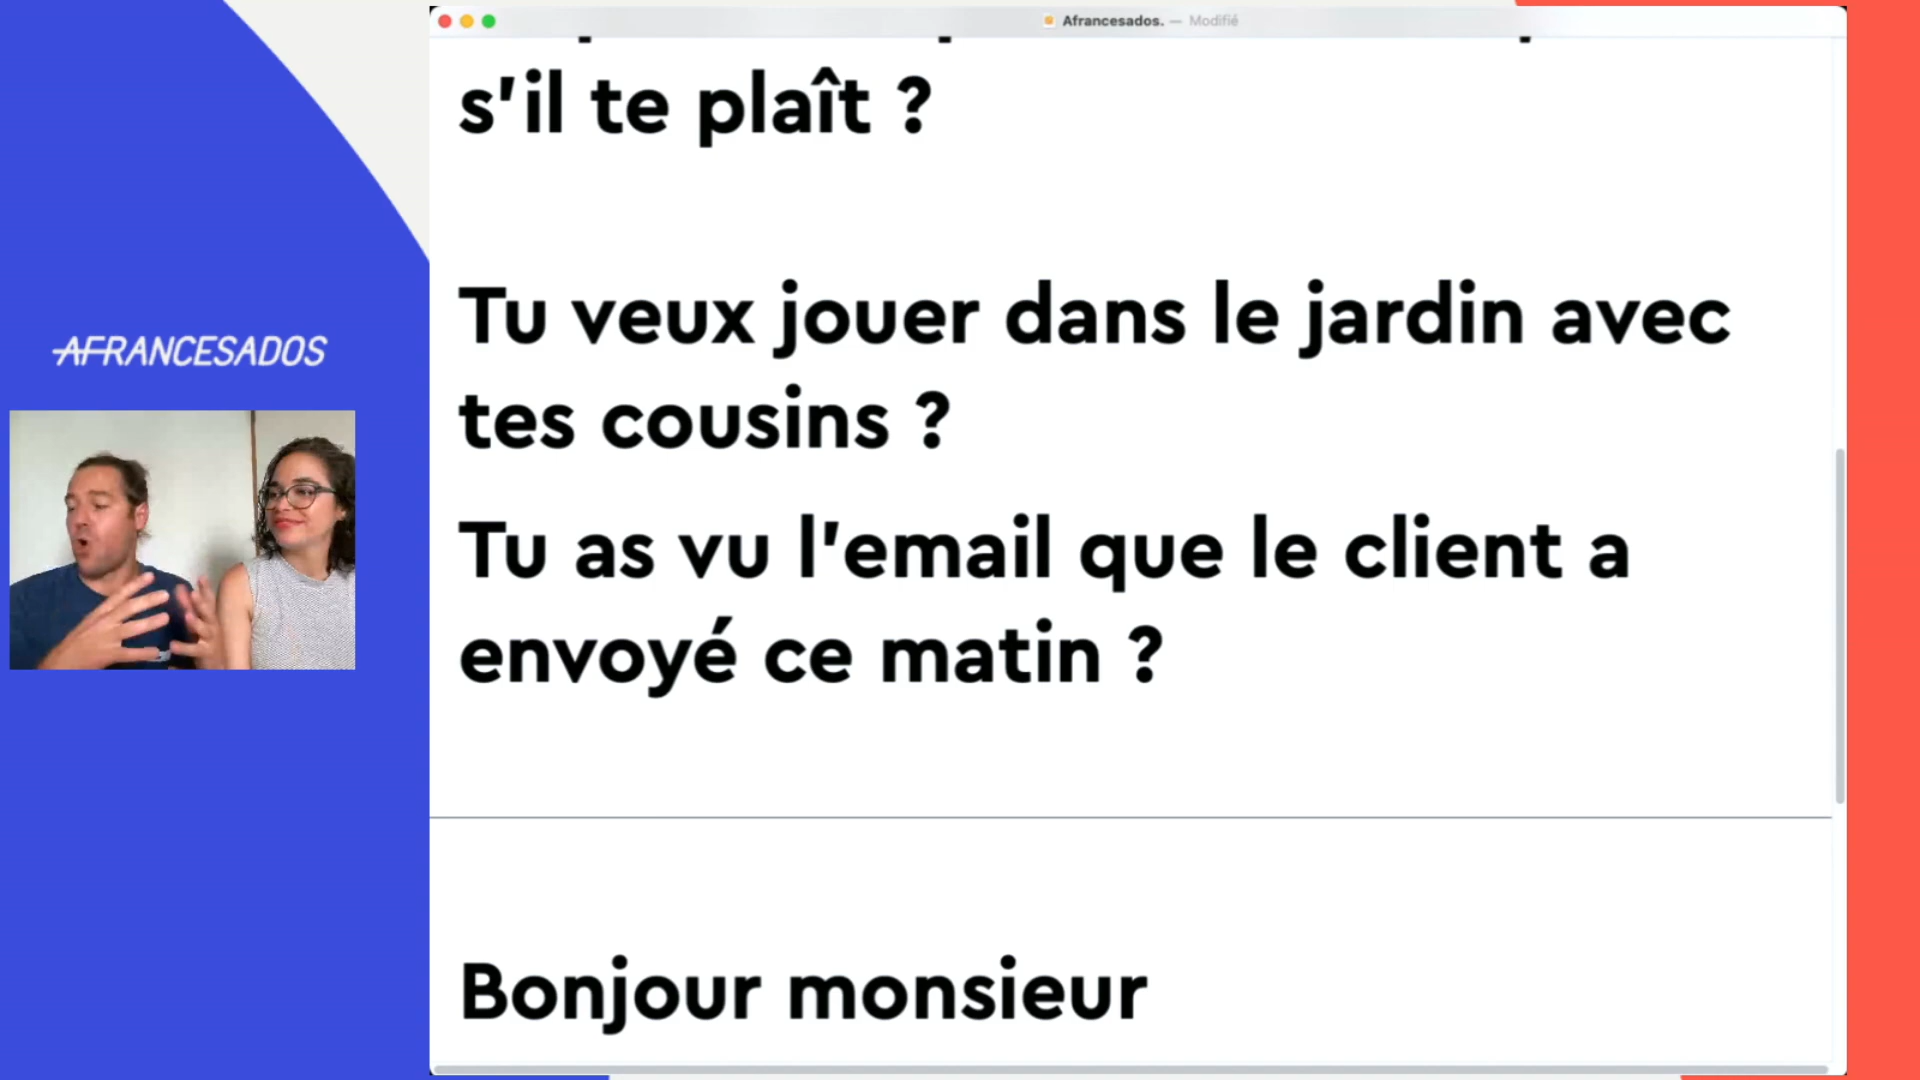 Afrancesados. — Modifié
s'il te plaît ?
Tu veux jouer dans le jardin avec
tes cousins ?
Tu as vu l'email que le client a
envoyé ce matin ?
Bonjour monsieur
AFRANCESADOS